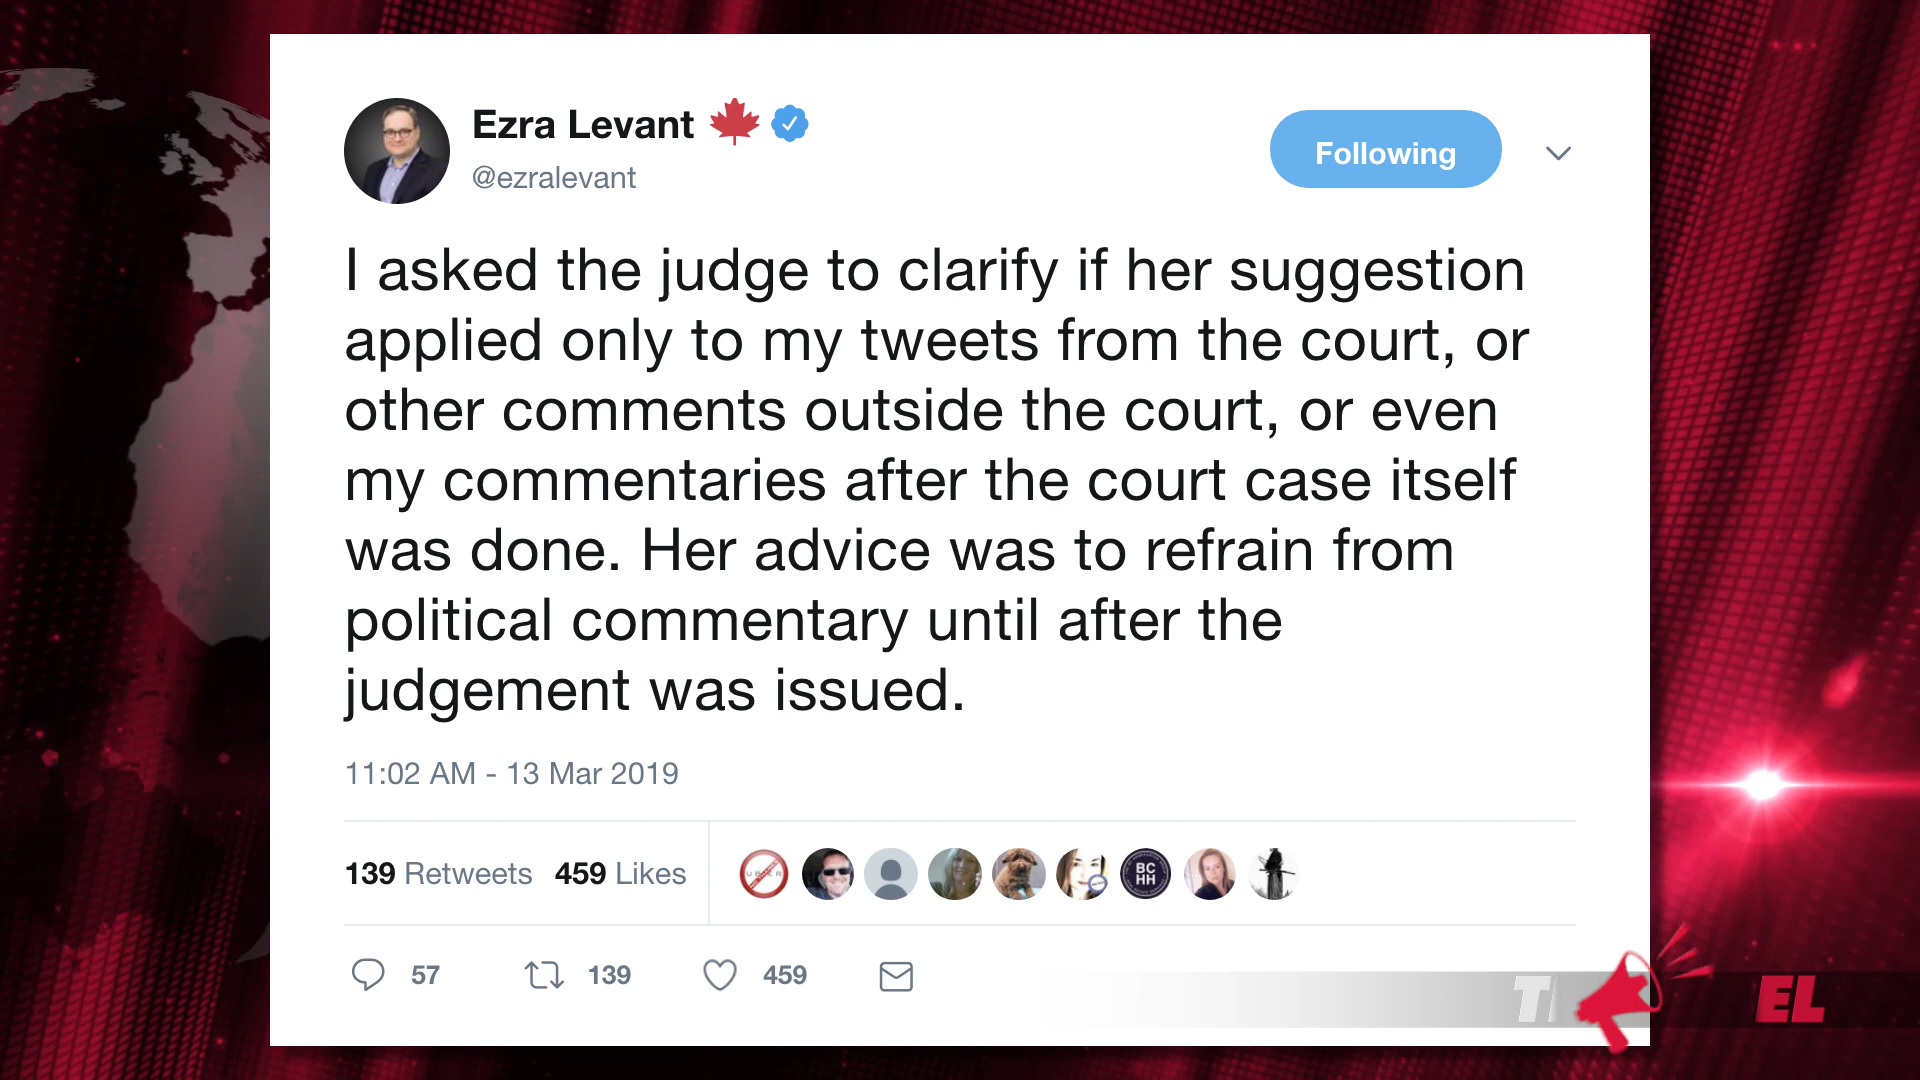 Ezra Levant
@ezralevant
Following
I asked the judge to clarify if her suggestion
applied only to my tweets from the court, or
other comments outside the court, or even
my commentaries after the court case itself
was done. Her advice was to refrain from
political commentary until after the
judgement was issued.
11:02 AM - 13 Mar 2019
139 Retweets 459 Likes
BC
HH
57 139 459
EL